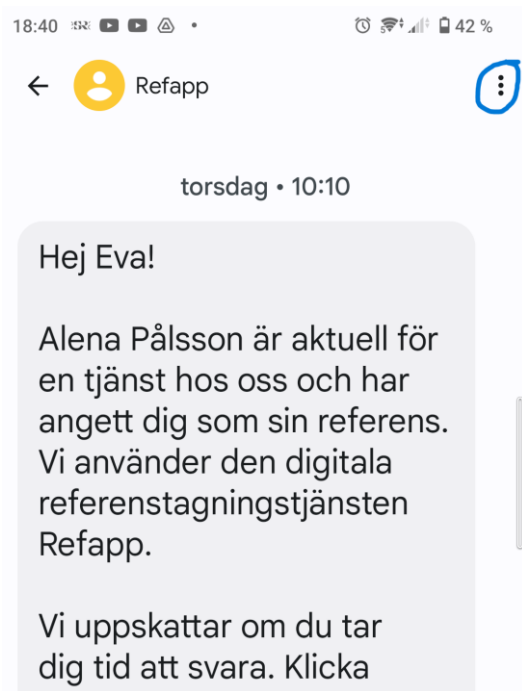 18:40 42 %
Refapp
torsdag • 10:10
Hej Eva!
Alena Pålsson är aktuell för
en tjänst hos oss och har
angett dig som sin referens.
Vi använder den digitala
referenstagningstjänsten
Refapp.
Vi uppskattar om du tar
dig tid att svara. Klicka